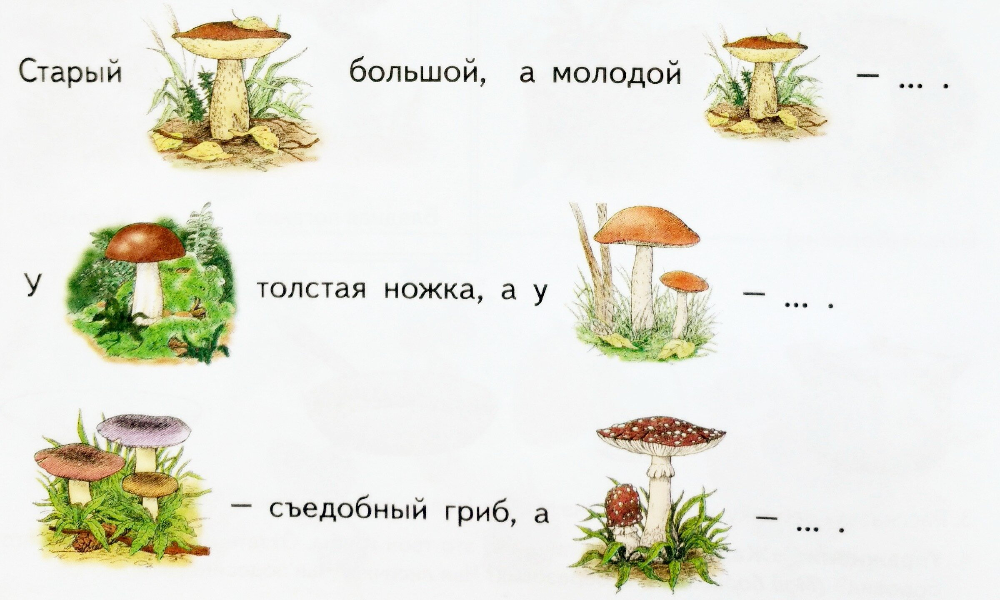 Старый большой, а молодой – ... .
У толстая ножка, а у – ... .
– съедобный гриб, а – ... .